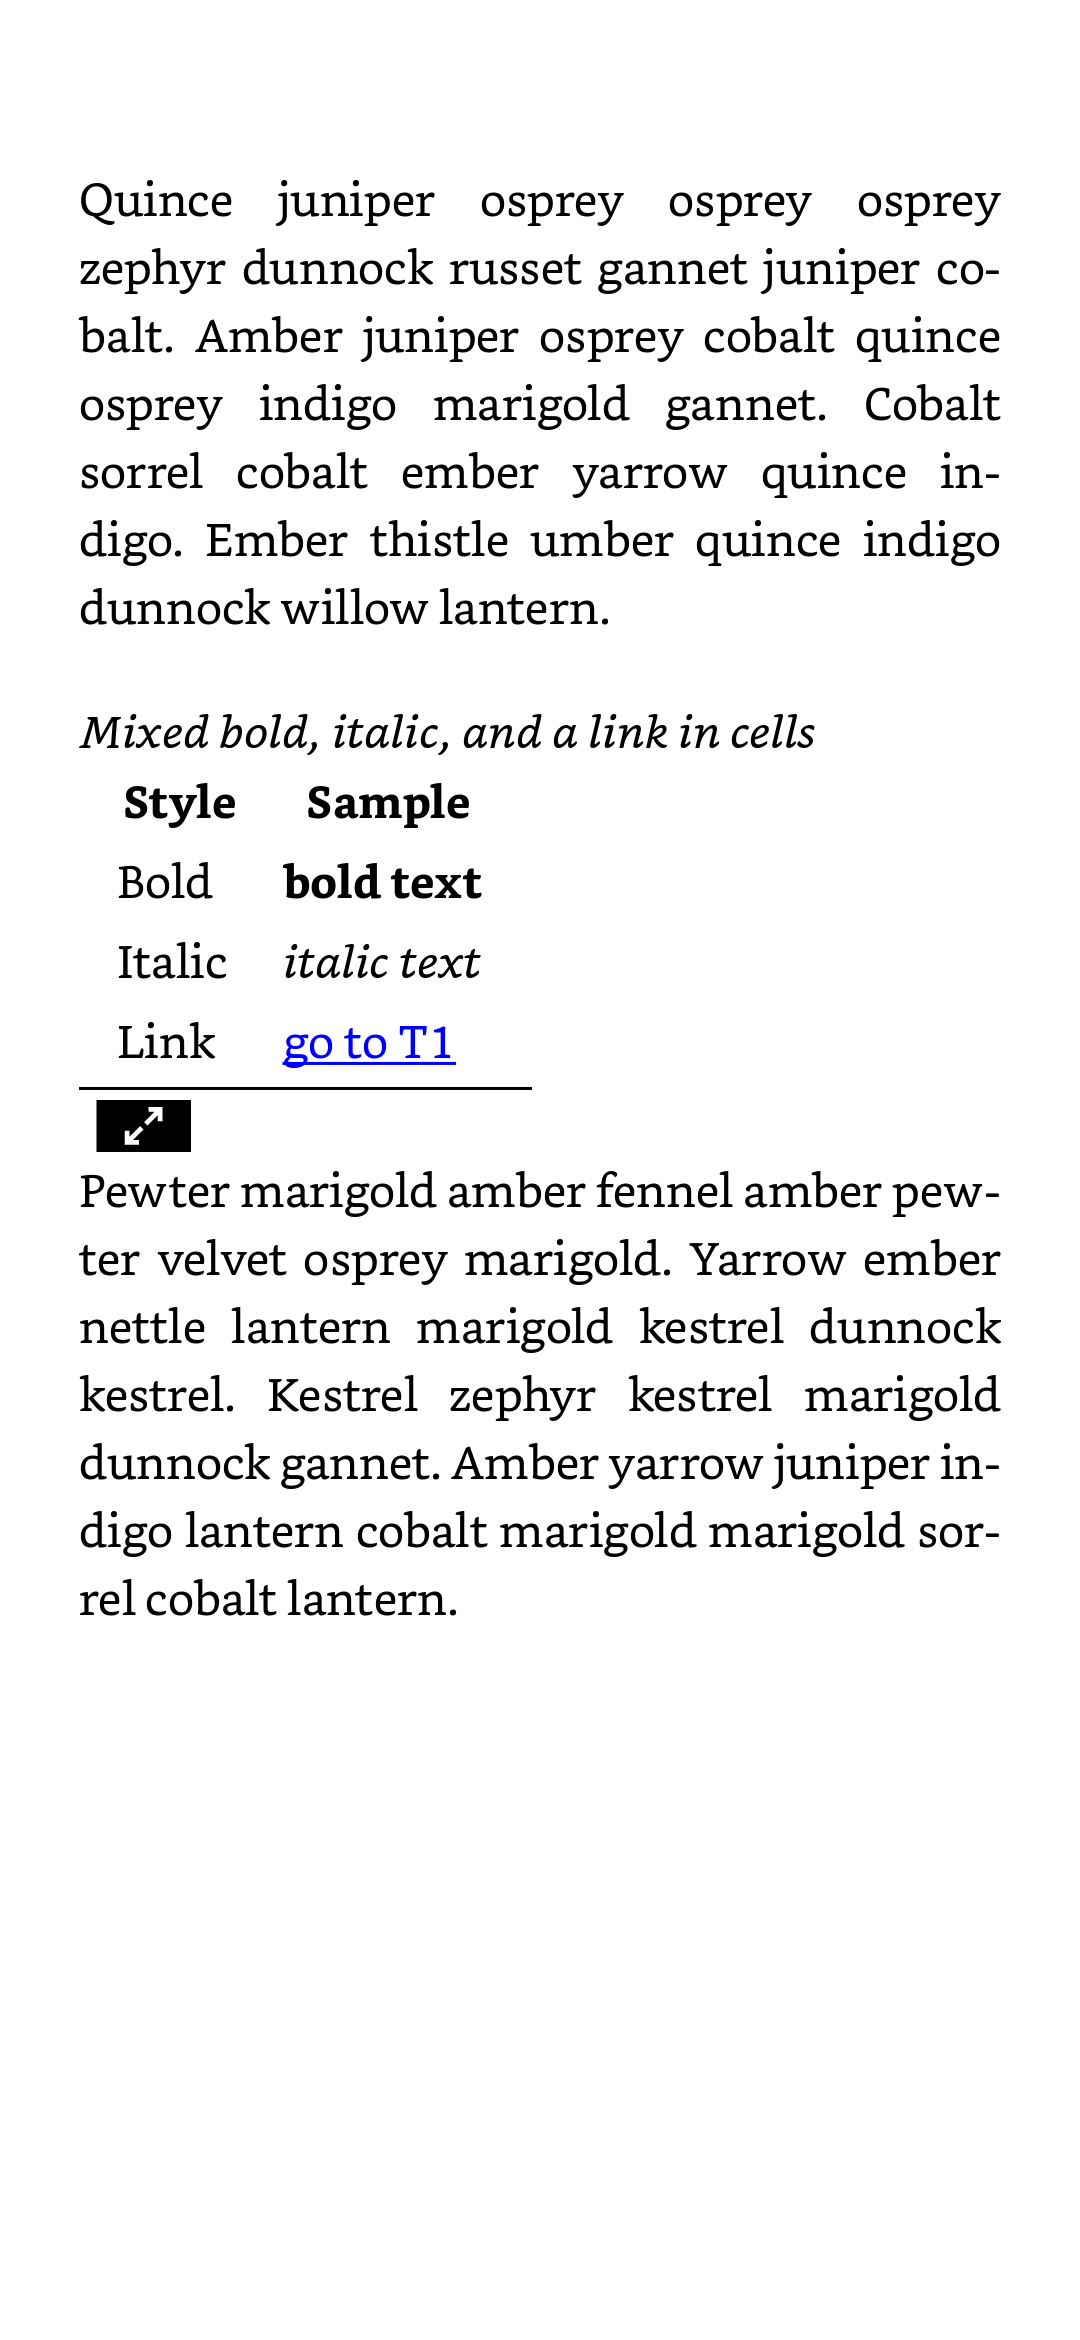 Quince juniper osprey osprey osprey
zephyr dunnock russet gannet juniper co-
balt. Amber juniper osprey cobalt quince
osprey indigo marigold gannet. Cobalt
sorrel cobalt ember yarrow quince in-
digo. Ember thistle umber quince indigo
dunnock willow lantern.
Mixed bold, italic, and a link in cells
Style Sample
Bold bold text
Italic italic text
Link go to T1
Pewter marigold amber fennel amber pew-
ter velvet osprey marigold. Yarrow ember
nettle lantern marigold kestrel dunnock
kestrel. Kestrel zephyr kestrel marigold
dunnock gannet. Amber yarrow juniper in-
digo lantern cobalt marigold marigold sor-
rel cobalt lantern.